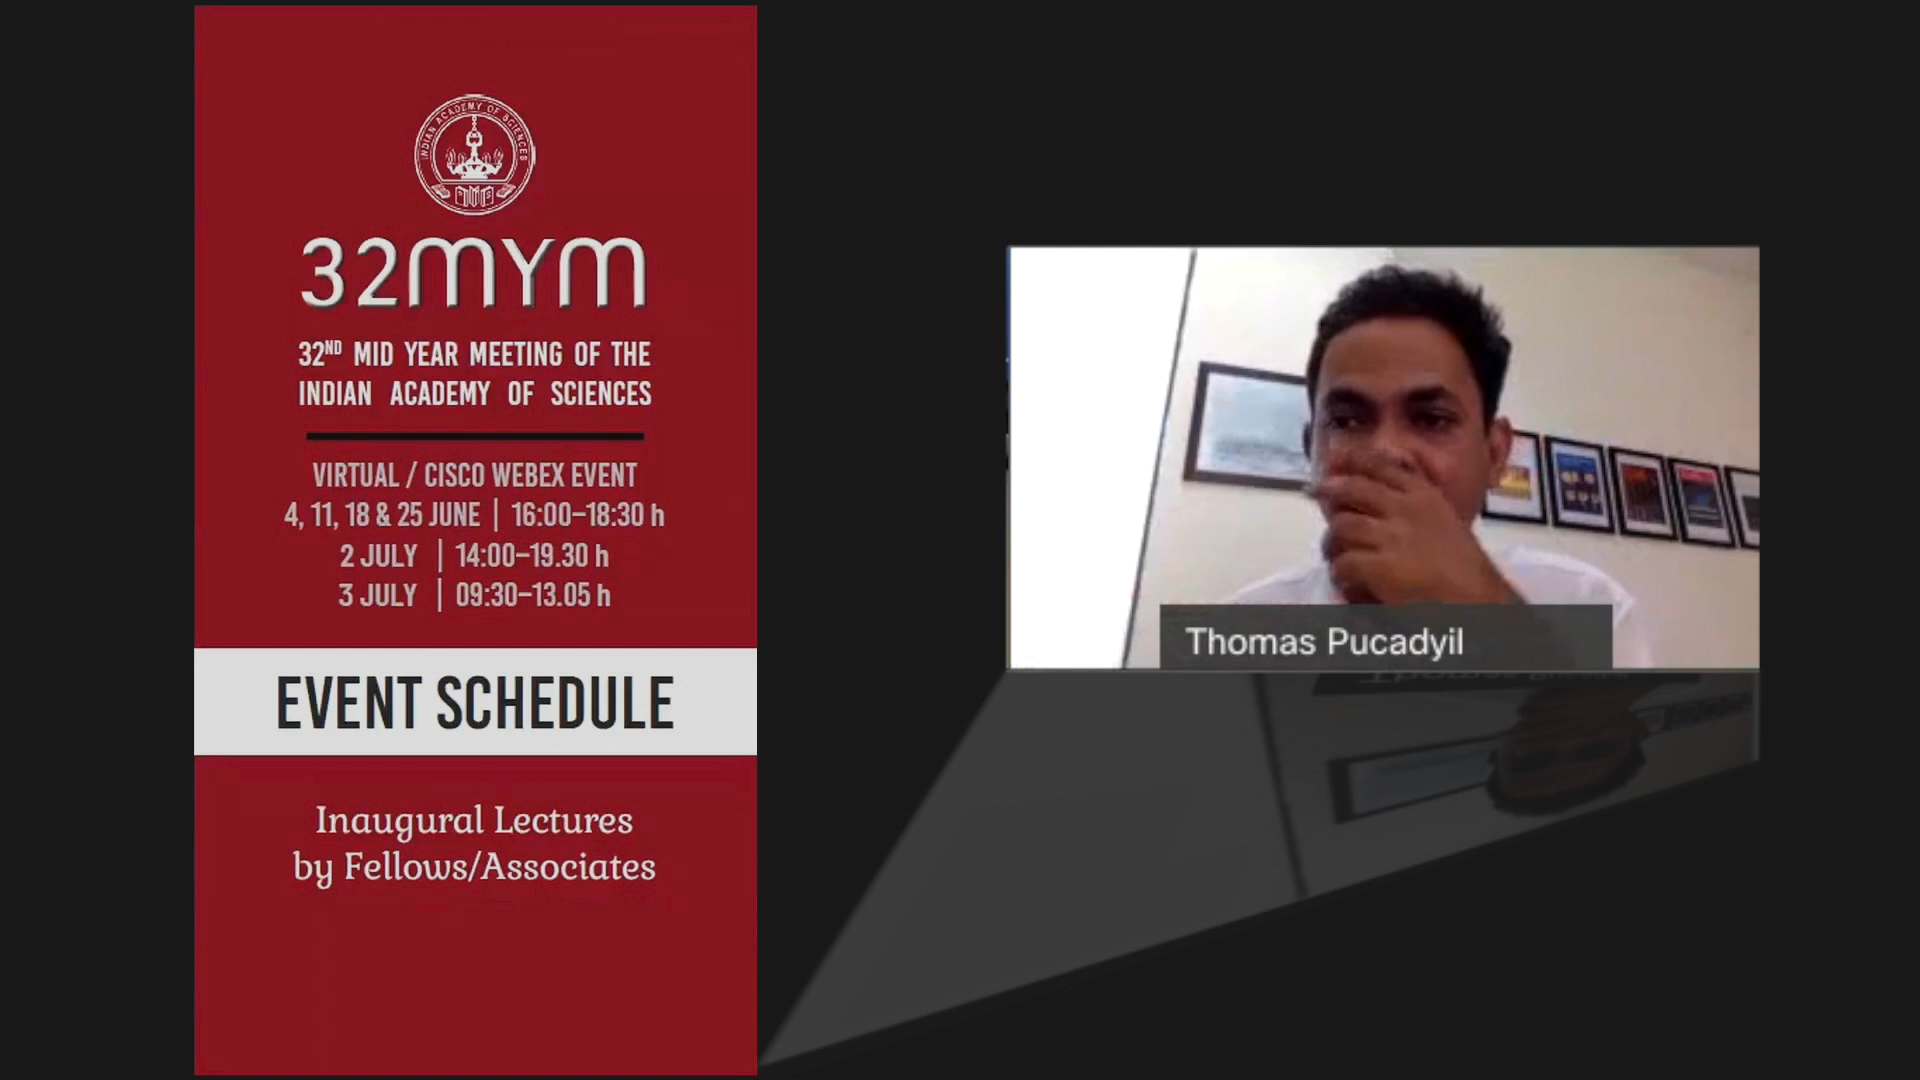 INDIAN ACADEMY OF SCIENCES
32MYM
32ND MID YEAR MEETING OF THE
INDIAN ACADEMY OF SCIENCES
VIRTUAL / CISCO WEBEX EVENT
4, 11, 18 & 25 JUNE | 16:00–18:30 h
2 JULY | 14:00–19.30 h
3 JULY | 09:30–13.05 h
EVENT SCHEDULE
Inaugural Lectures
by Fellows/Associates
Thomas Pucadyil